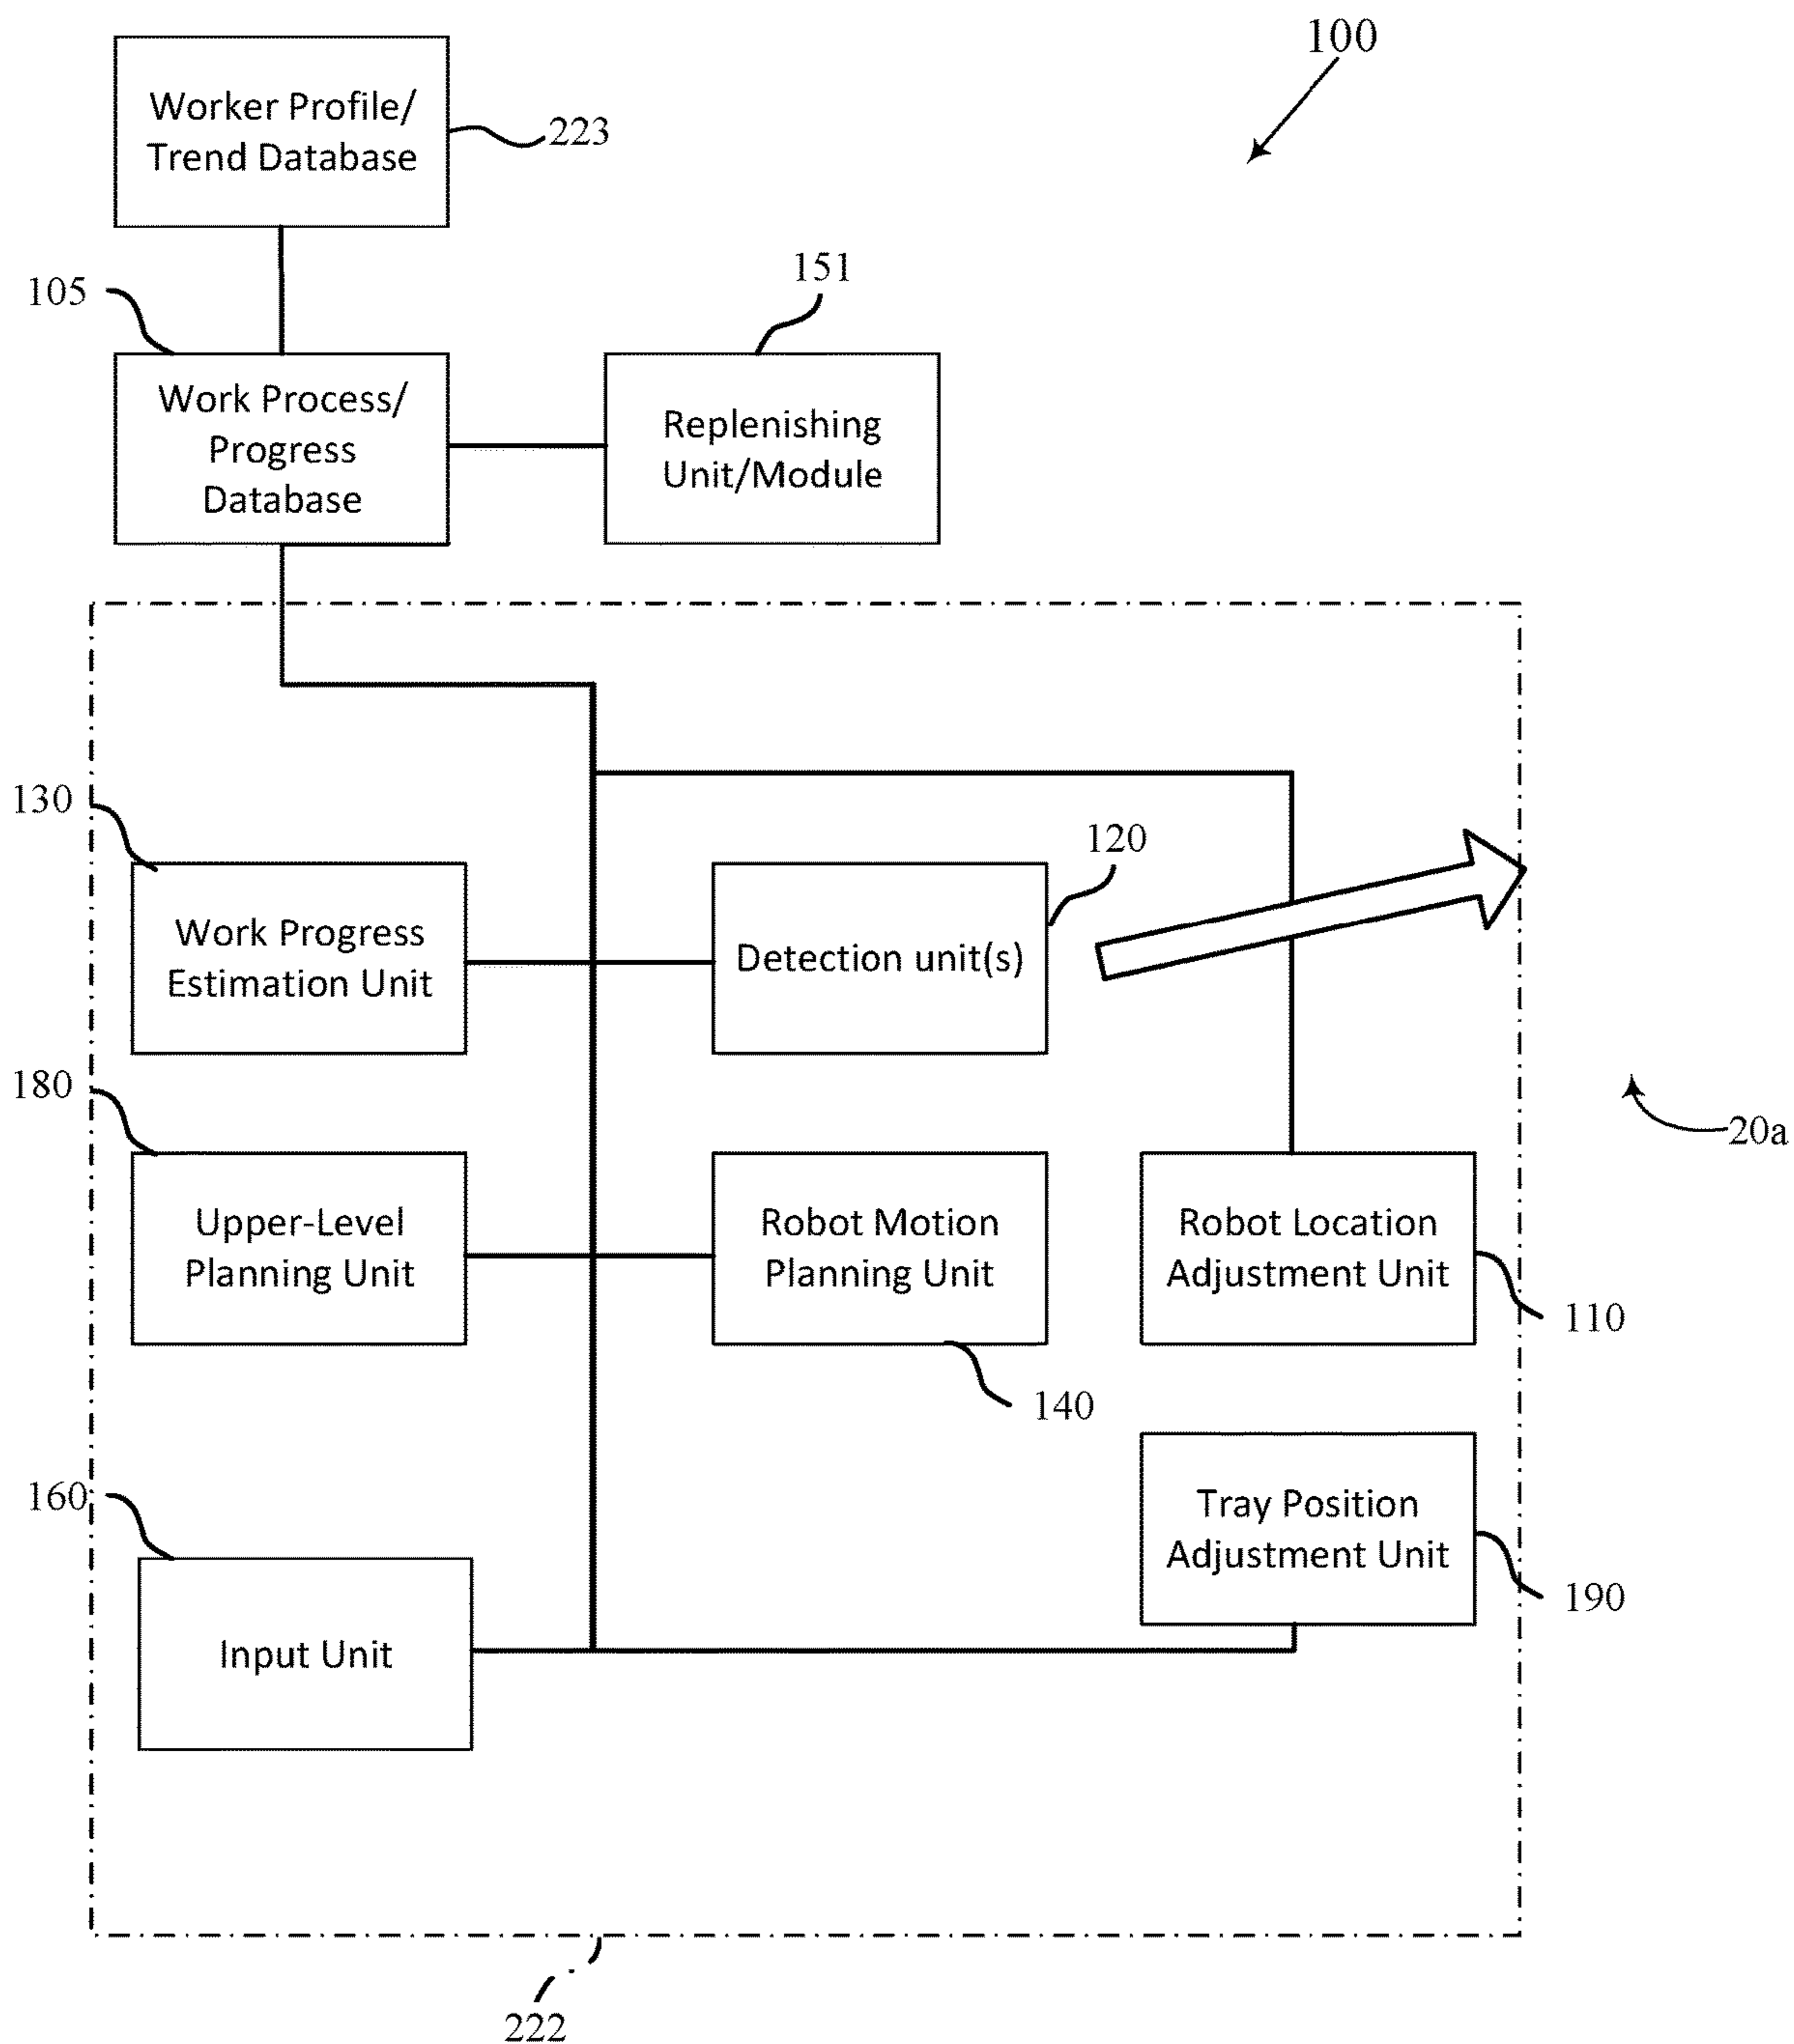 100
Worker Profile/
Trend Database
223
105
151
Work Process/
Progress
Database
Replenishing
Unit/Module
130
120
Work Progress
Estimation Unit
Detection unit(s)
180
20a
Upper-Level
Planning Unit
Robot Motion
Planning Unit
Robot Location
Adjustment Unit
110
140
160
Tray Position
Adjustment Unit
190
Input Unit
222